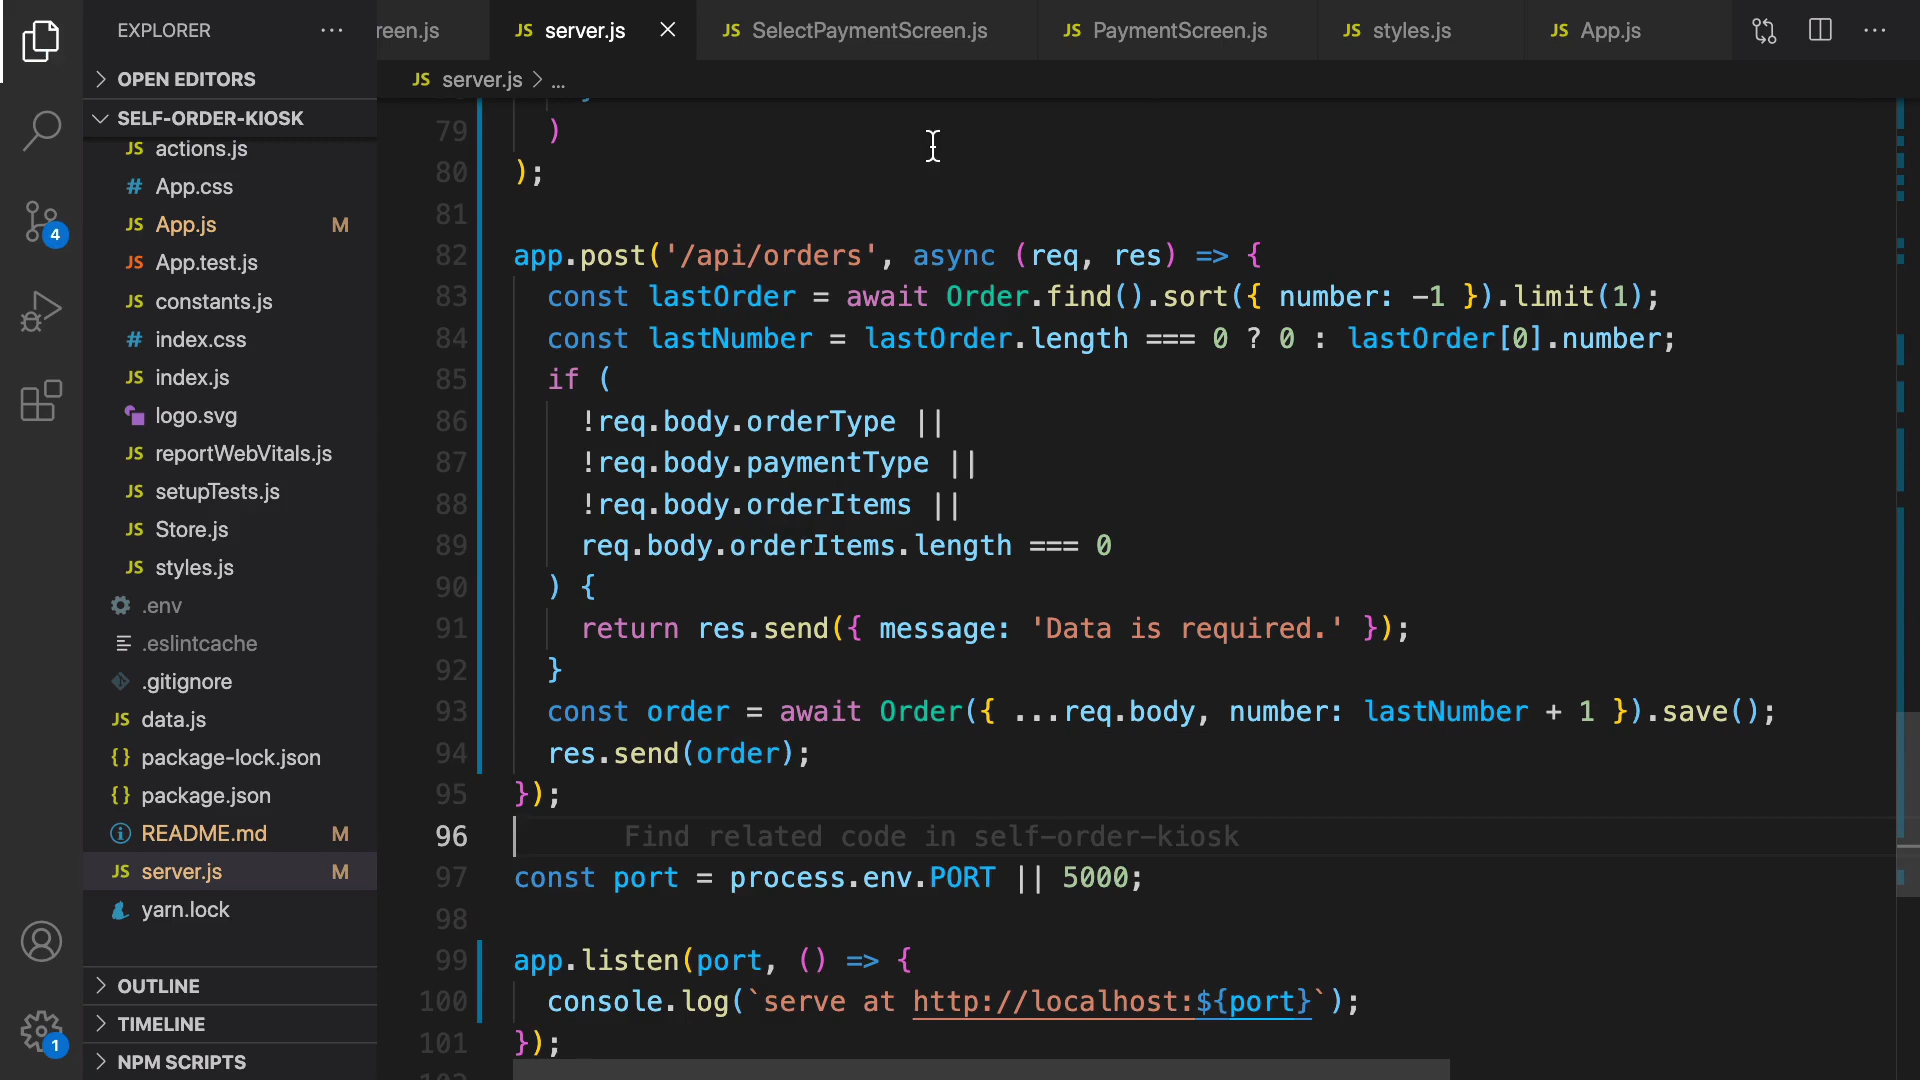 EXPLORER
OPEN EDITORS
SELF-ORDER-KIOSK
JS actions.js
# App.css
JS App.js M
JS App.test.js
JS constants.js
# index.css
JS index.js
logo.svg
JS reportWebVitals.js
JS setupTests.js
JS Store.js
JS styles.js
.env
.eslintcache
.gitignore
JS data.js
{} package-lock.json
{} package.json
README.md M
JS server.js M
yarn.lock
OUTLINE
TIMELINE
NPM SCRIPTS
4
1
reen.js
JS server.js
JS SelectPaymentScreen.js
JS PaymentScreen.js
JS styles.js
JS App.js
JS server.js > ...
79 )
80 );
81
82 app.post('/api/orders', async (req, res) => {
83 const lastOrder = await Order.find().sort({ number: -1 }).limit(1);
84 const lastNumber = lastOrder.length === 0 ? 0 : lastOrder[0].number;
85 if (
86 !req.body.orderType ||
87 !req.body.paymentType ||
88 !req.body.orderItems ||
89 req.body.orderItems.length === 0
90 ) {
91 return res.send({ message: 'Data is required.' });
92 }
93 const order = await Order({ ...req.body, number: lastNumber + 1 }).save();
94 res.send(order);
95 });
96 Find related code in self-order-kiosk
97 const port = process.env.PORT || 5000;
98
99 app.listen(port, () => {
100 console.log(`serve at http://localhost:${port}`);
101 });